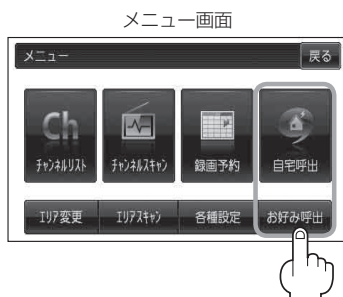 メニュー画面
メニュー 戻る
Ch
チャンネルリスト チャンネルスキャン 録画予約 自宅呼出
エリア変更 エリアスキャン 各種設定 お好み呼出